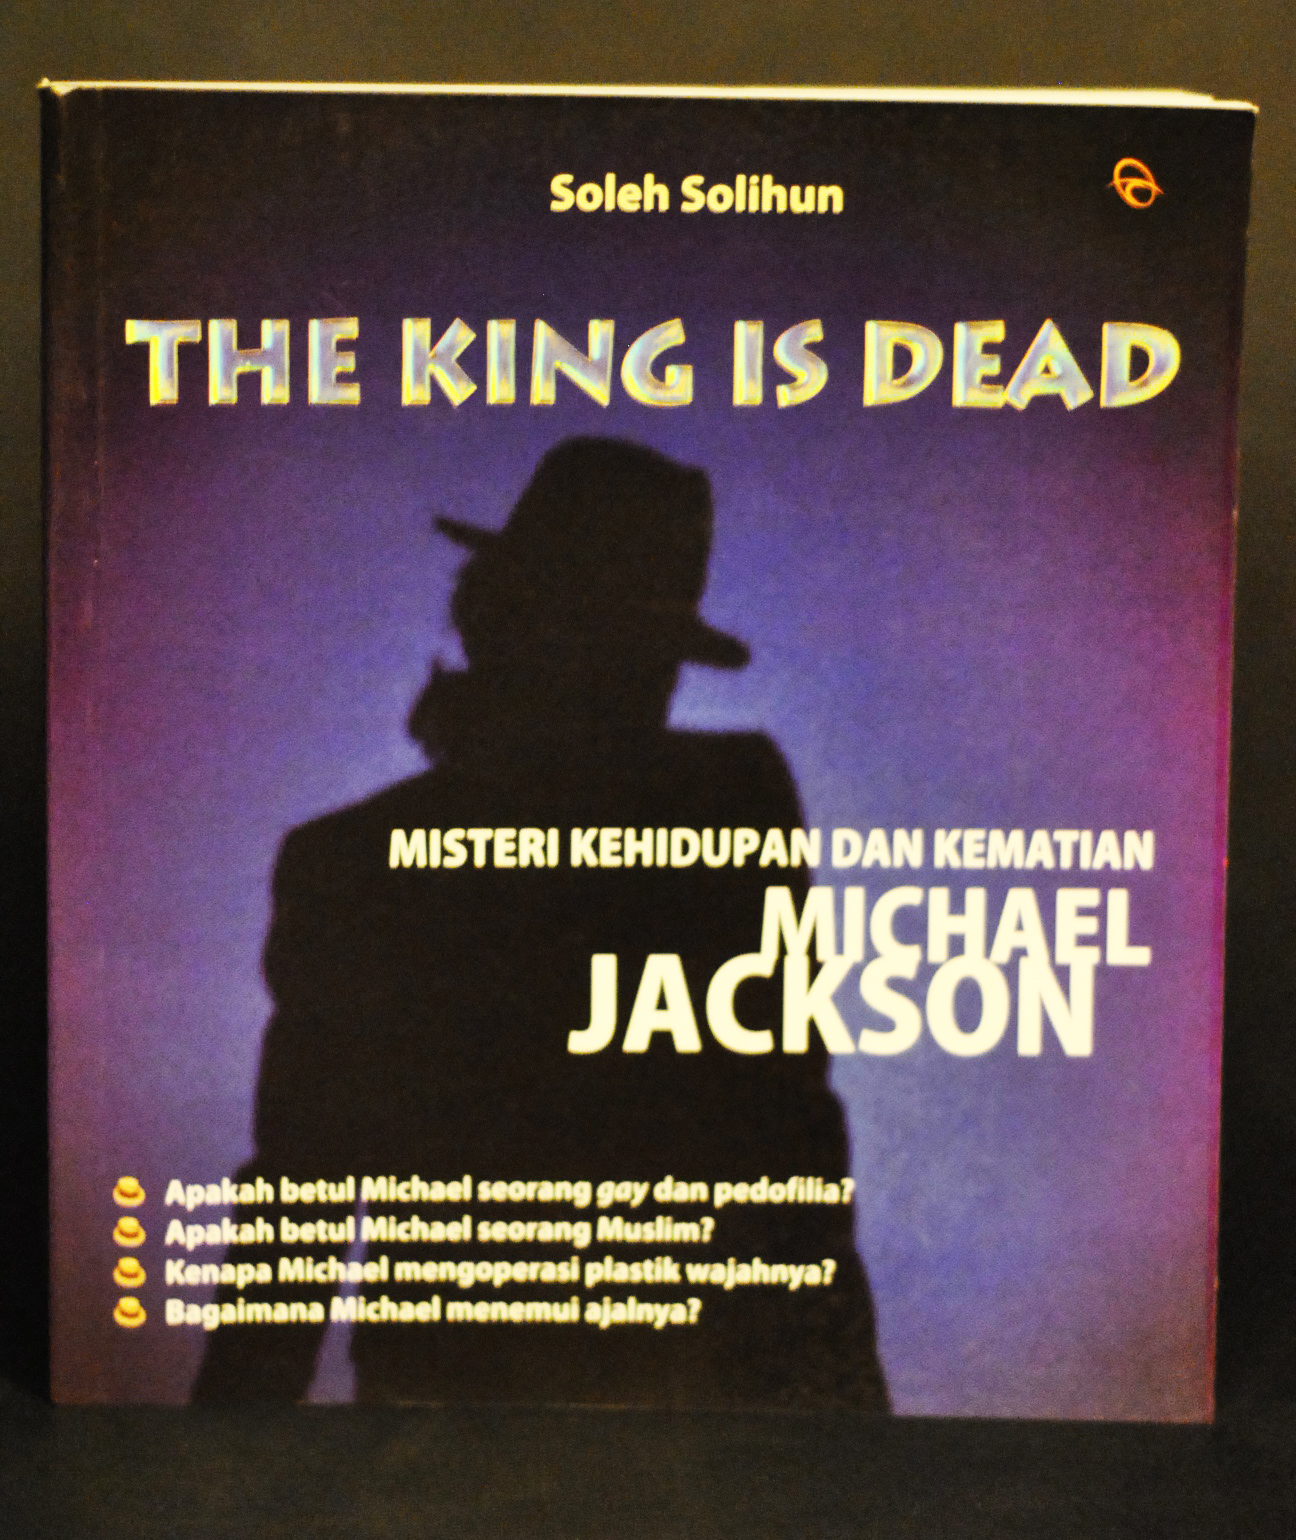 Soleh Solihun
THE KING IS DEAD
MISTERI KEHIDUPAN DAN KEMATIAN
MICHAEL
JACKSON
Apakah betul Michael seorang gay dan pedofilia?
Apakah betul Michael seorang Muslim?
Kenapa Michael mengoperasi plastik wajahnya?
Bagaimana Michael menemui ajalnya?